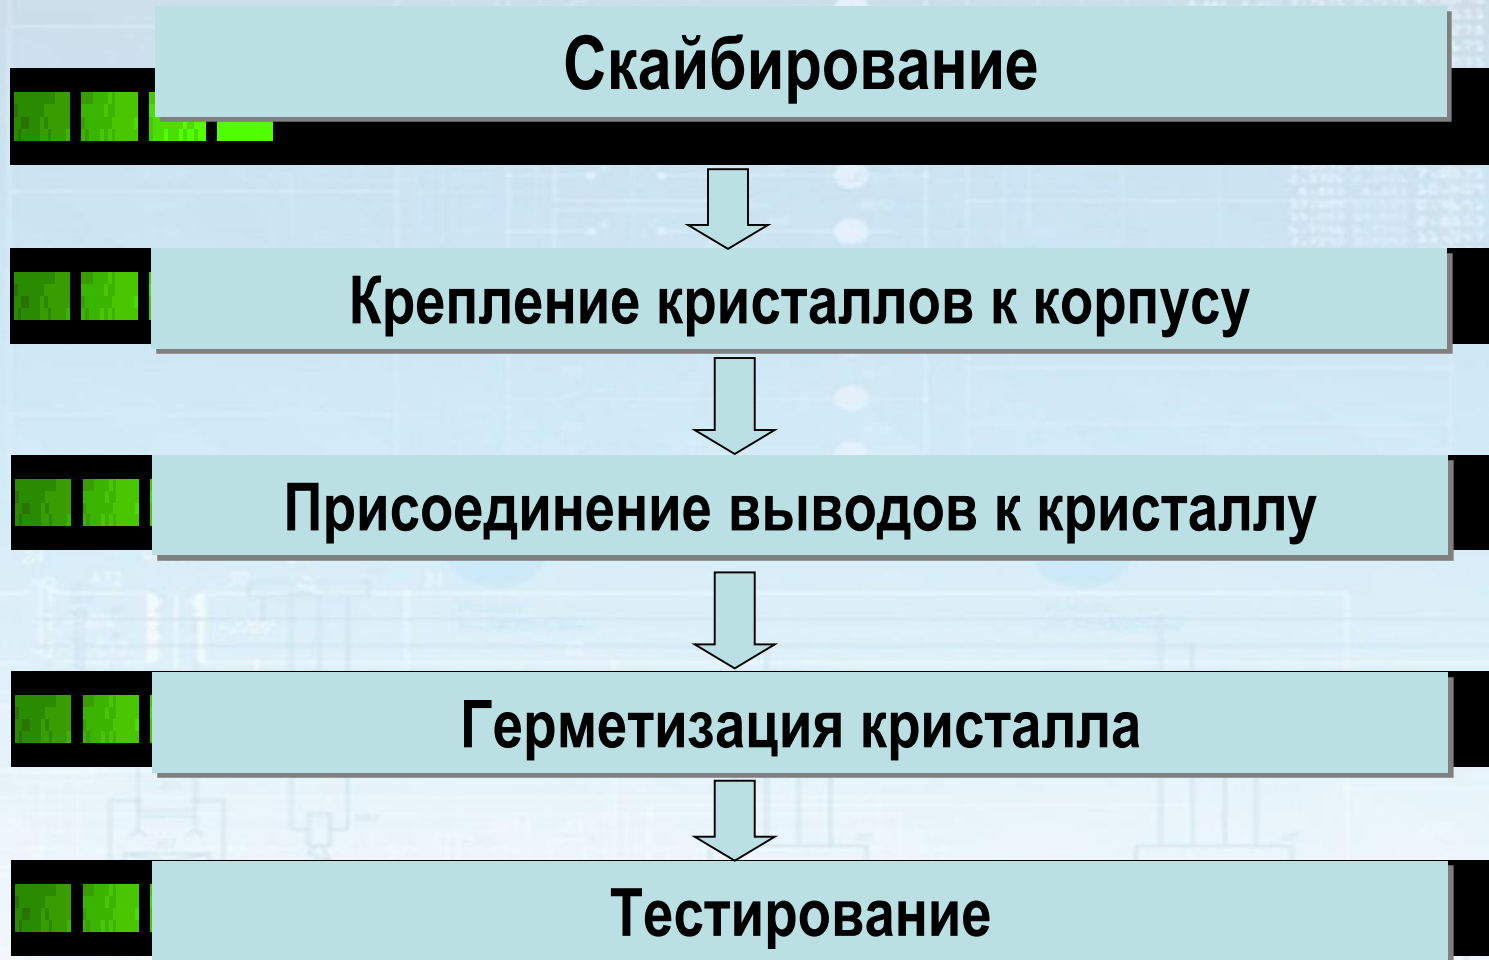 Скайбирование
Крепление кристаллов к корпусу
Присоединение выводов к кристаллу
Герметизация кристалла
Тестирование